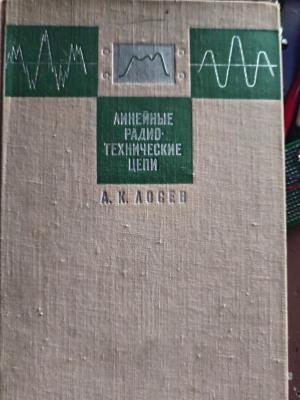 ЛИНЕЙНЫЕ
РАДИО-
ТЕХНИЧЕСКИЕ
ЦЕПИ
А. К. ЛОСЕВ